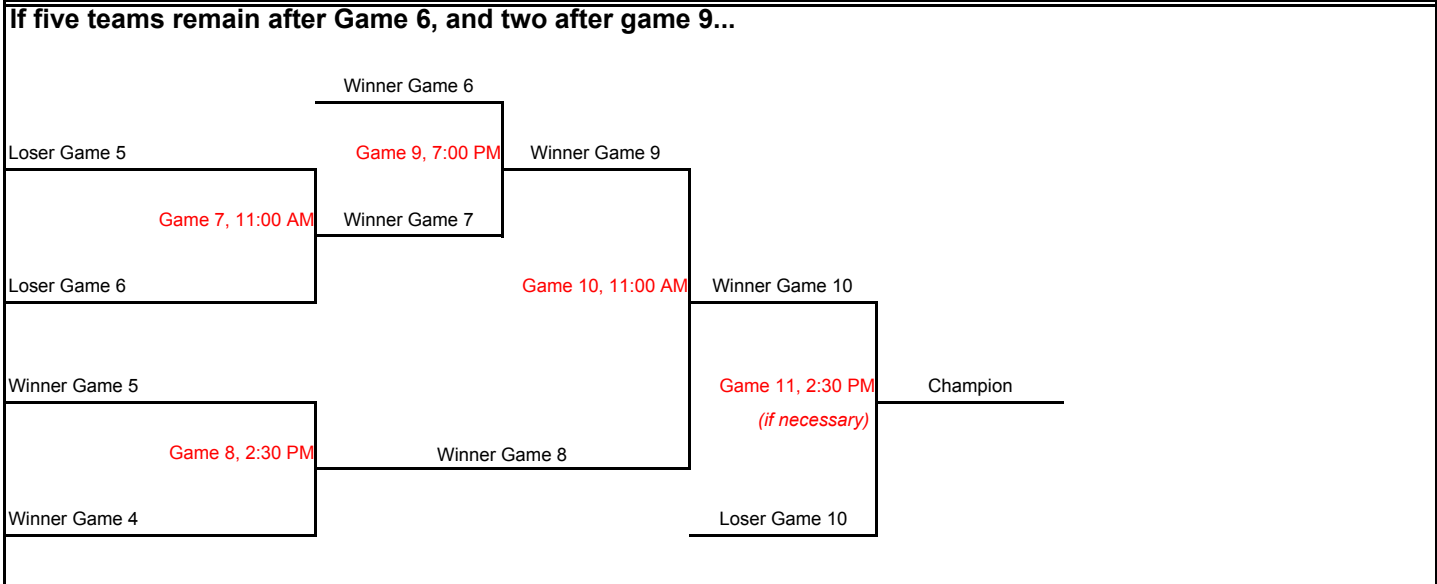 If five teams remain after Game 6, and two after game 9...
Winner Game 6
Loser Game 5
Game 9, 7:00 PM
Winner Game 9
Game 7, 11:00 AM
Winner Game 7
Loser Game 6
Game 10, 11:00 AM
Winner Game 10
Winner Game 5
Game 11, 2:30 PM
Champion
(if necessary)
Game 8, 2:30 PM
Winner Game 8
Winner Game 4
Loser Game 10